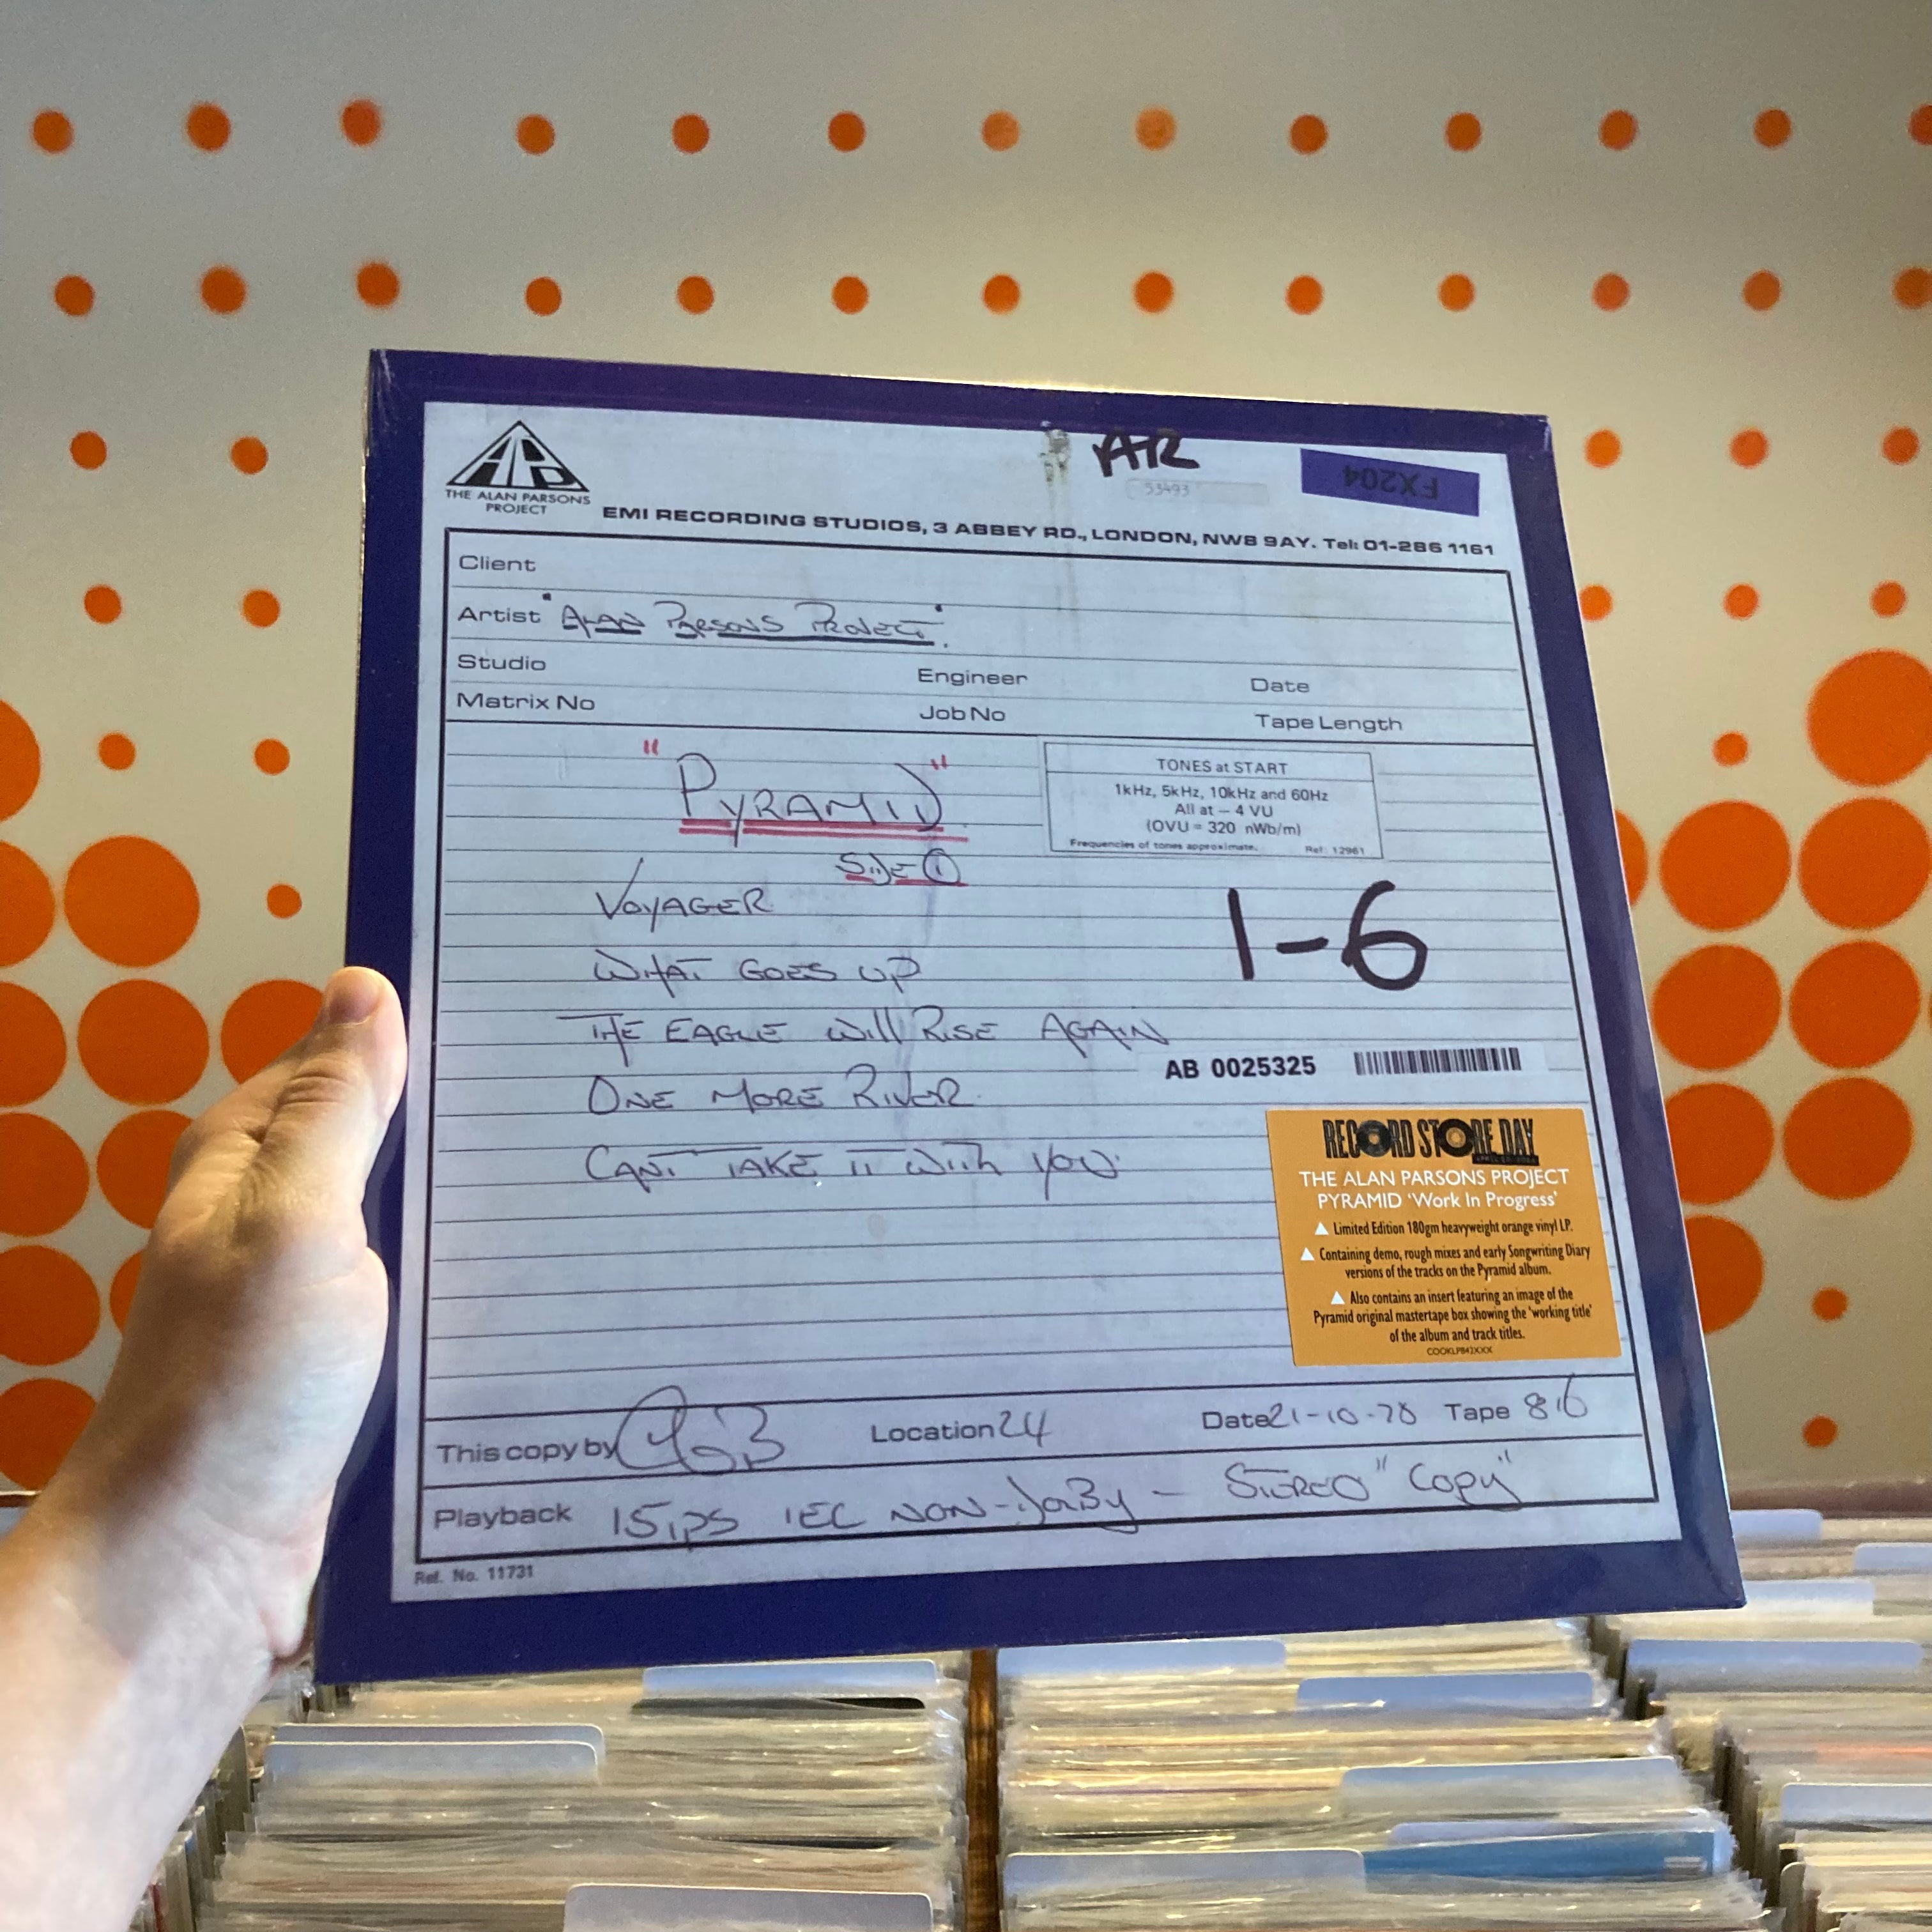 ATR
53493
FX204
THE ALAN PARSONS
PROJECT
EMI RECORDING STUDIOS, 3 ABBEY RD., LONDON, NW8 9AY. Tel: 01-286 1161
Client
Artist "ALAN PARSONS PROJECT".
Studio Engineer Date
Matrix No Job No Tape Length
"PYRAMID"
SIDE 1
TONES at START
1kHz, 5kHz, 10kHz and 60Hz
All at – 4 VU
(OVU = 320 nWb/m)
Frequencies of tones approximate. Ref: 12961
VOYAGER
WHAT GOES UP
THE EAGLE WIll RISE AGAIN
ONE MORE RIVER
CANT TAKE IT WITH YOU
1-6
AB 0025325
RECORD STORE DAY
THE ALAN PARSONS PROJECT
PYRAMID 'Work In Progress'
Limited Edition 180gm heavyweight orange vinyl LP.
Containing demo, rough mixes and early Songwriting Diary
versions of the tracks on the Pyramid album.
Also contains an insert featuring an image of the
Pyramid original mastertape box showing the 'working title'
of the album and track titles.
This copy by Location 24 Date 21-10-78 Tape 816
Playback 15ips IEC NON-DOLBY – STEREO "COPY"
Ref. No. 11731